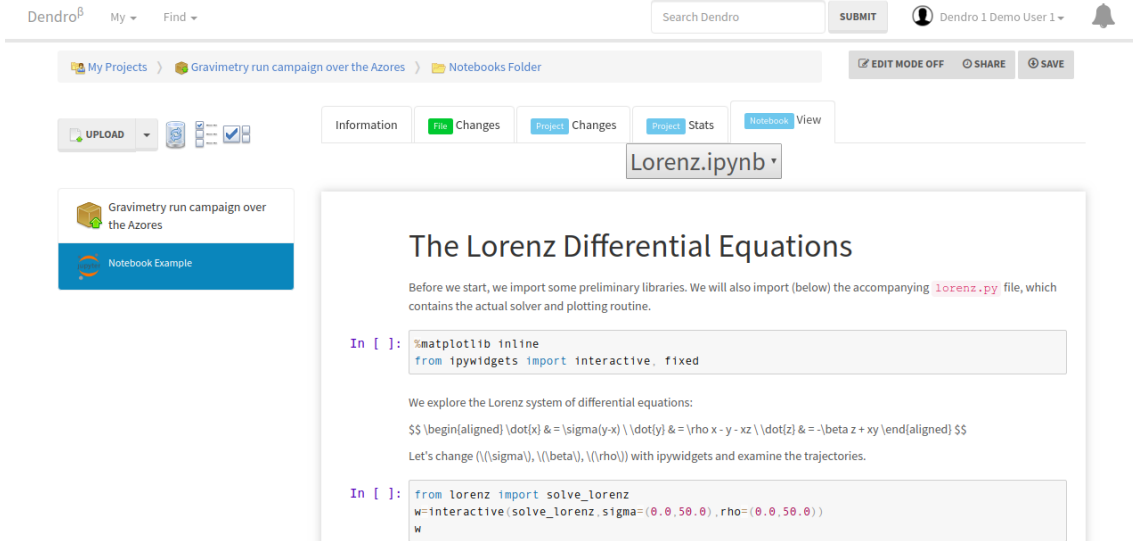 Dendroβ My Find Search Dendro SUBMIT Dendro 1 Demo User 1
My Projects Gravimetry run campaign over the Azores Notebooks Folder EDIT MODE OFF SHARE SAVE
UPLOAD Information File Changes Project Changes Project Stats Notebook View
Lorenz.ipynb
Gravimetry run campaign over
the Azores
Notebook Example
The Lorenz Differential Equations
Before we start, we import some preliminary libraries. We will also import (below) the accompanying lorenz.py file, which
contains the actual solver and plotting routine.
In [ ]: %matplotlib inline
from ipywidgets import interactive, fixed
We explore the Lorenz system of differential equations:
$$ \begin{aligned} \dot{x} & = \sigma(y-x) \ \dot{y} & = \rho x - y - xz \ \dot{z} & = -\beta z + xy \end{aligned} $$
Let's change (\(\sigma\), \(\beta\), \(\rho\)) with ipywidgets and examine the trajectories.
In [ ]: from lorenz import solve_lorenz
w=interactive(solve_lorenz,sigma=(0.0,50.0),rho=(0.0,50.0))
w